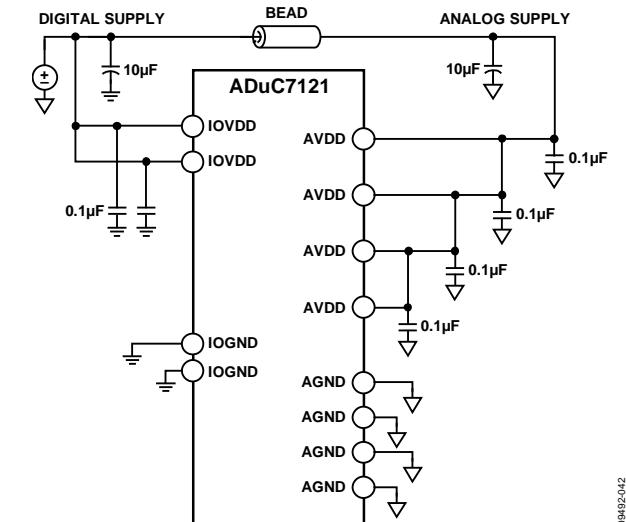 DIGITAL SUPPLY
BEAD
ANALOG SUPPLY
+
−
10µF
10µF
ADuC7121
IOVDD
AVDD
IOVDD
0.1µF
AVDD
0.1µF
0.1µF
AVDD
0.1µF
AVDD
0.1µF
IOGND
IOGND
AGND
AGND
AGND
AGND
09492-042